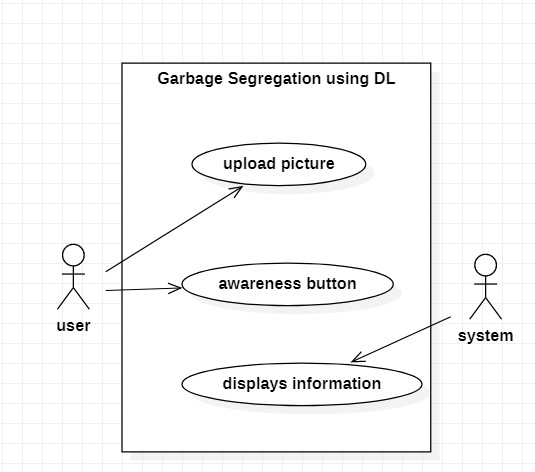 Garbage Segregation using DL
upload picture
awareness button
user
system
displays information